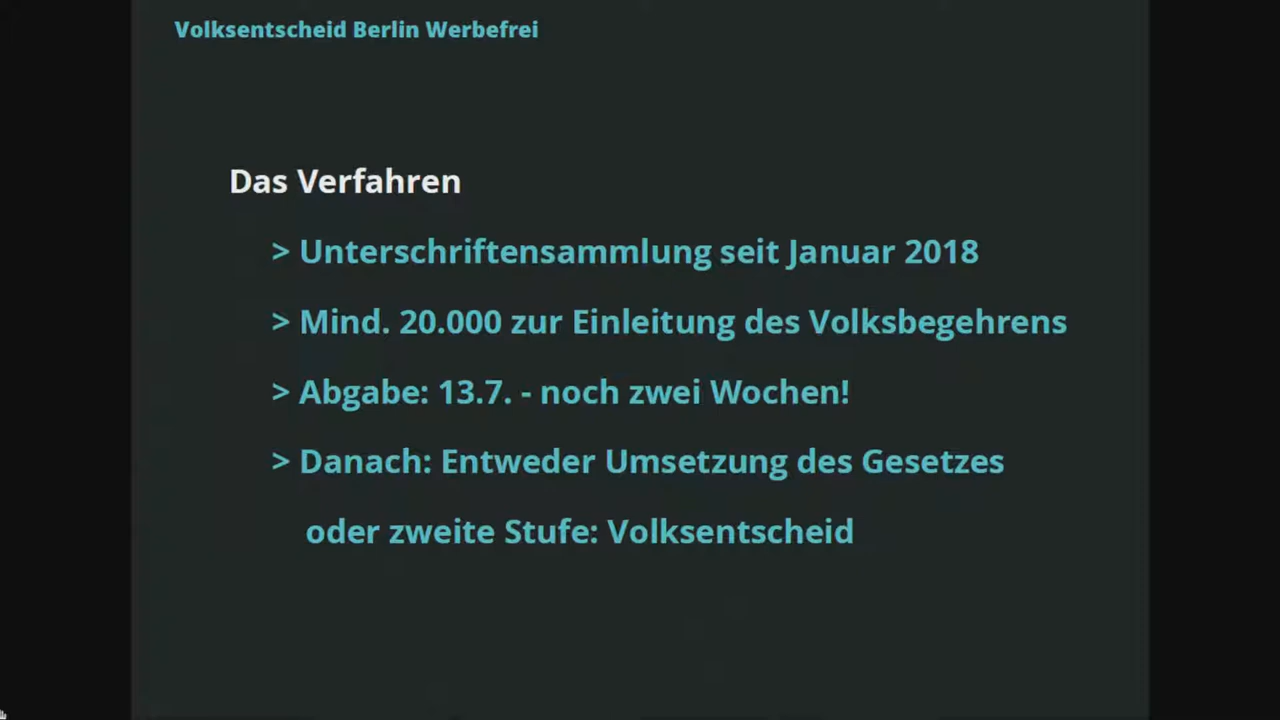 Volksentscheid Berlin Werbefrei
Das Verfahren
> Unterschriftensammlung seit Januar 2018
> Mind. 20.000 zur Einleitung des Volksbegehrens
> Abgabe: 13.7. - noch zwei Wochen!
> Danach: Entweder Umsetzung des Gesetzes
oder zweite Stufe: Volksentscheid